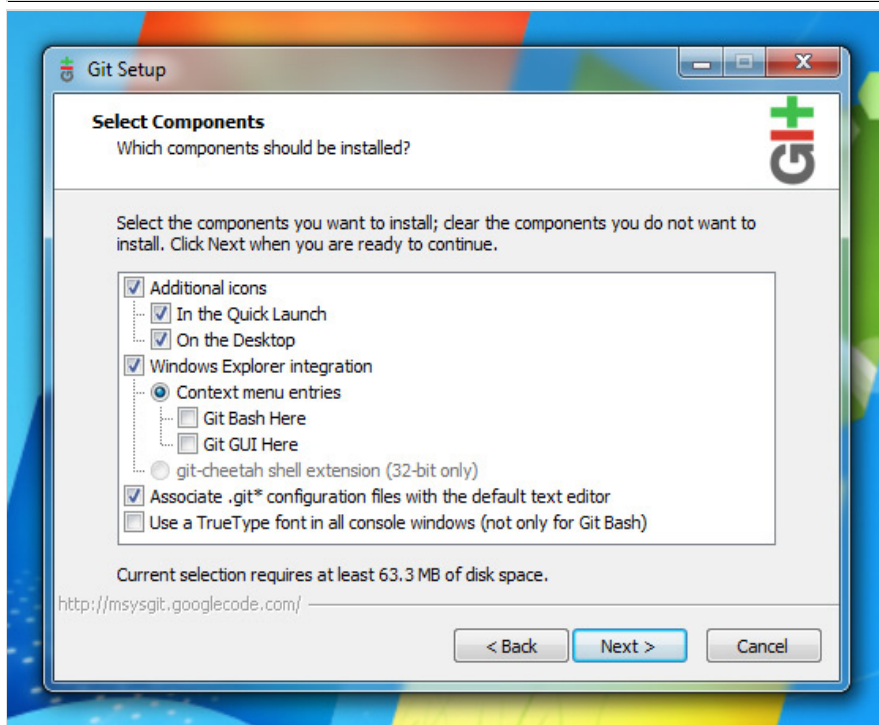 Git Setup
Select Components
Which components should be installed?
GIT
Select the components you want to install; clear the components you do not want to
install. Click Next when you are ready to continue.
Additional icons
In the Quick Launch
On the Desktop
Windows Explorer integration
Context menu entries
Git Bash Here
Git GUI Here
git-cheetah shell extension (32-bit only)
Associate .git* configuration files with the default text editor
Use a TrueType font in all console windows (not only for Git Bash)
Current selection requires at least 63.3 MB of disk space.
http://msysgit.googlecode.com/
< Back Next > Cancel